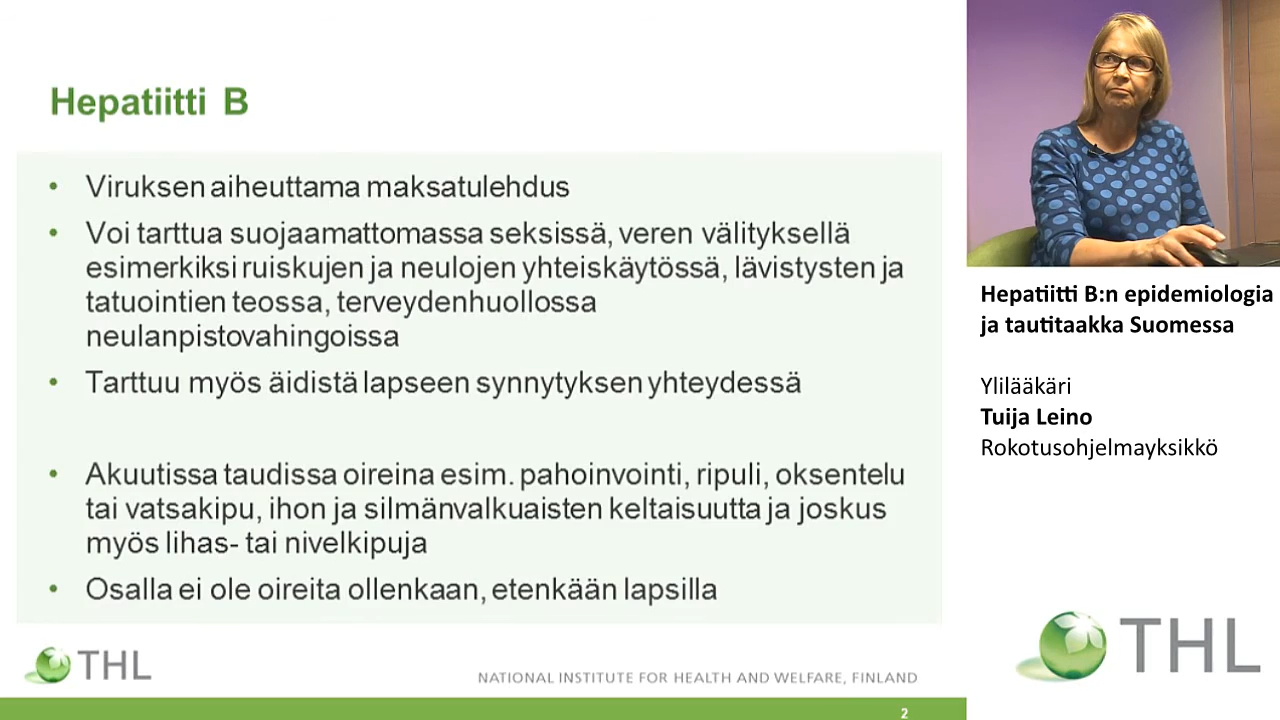 Hepatiitti B
• Viruksen aiheuttama maksatulehdus
• Voi tarttua suojaamattomassa seksissä, veren välityksellä
esimerkiksi ruiskujen ja neulojen yhteiskäytössä, lävistysten ja
tatuointien teossa, terveydenhuollossa
neulanpistovahingoissa
• Tarttuu myös äidistä lapseen synnytyksen yhteydessä
• Akuutissa taudissa oireina esim. pahoinvointi, ripuli, oksentelu
tai vatsakipu, ihon ja silmänvalkuaisten keltaisuutta ja joskus
myös lihas- tai nivelkipuja
• Osalla ei ole oireita ollenkaan, etenkään lapsilla
THL
NATIONAL INSTITUTE FOR HEALTH AND WELFARE, FINLAND
2
Hepatiitti B:n epidemiologia
ja tautitaakka Suomessa
Ylilääkäri
Tuija Leino
Rokotusohjelmayksikkö
THL